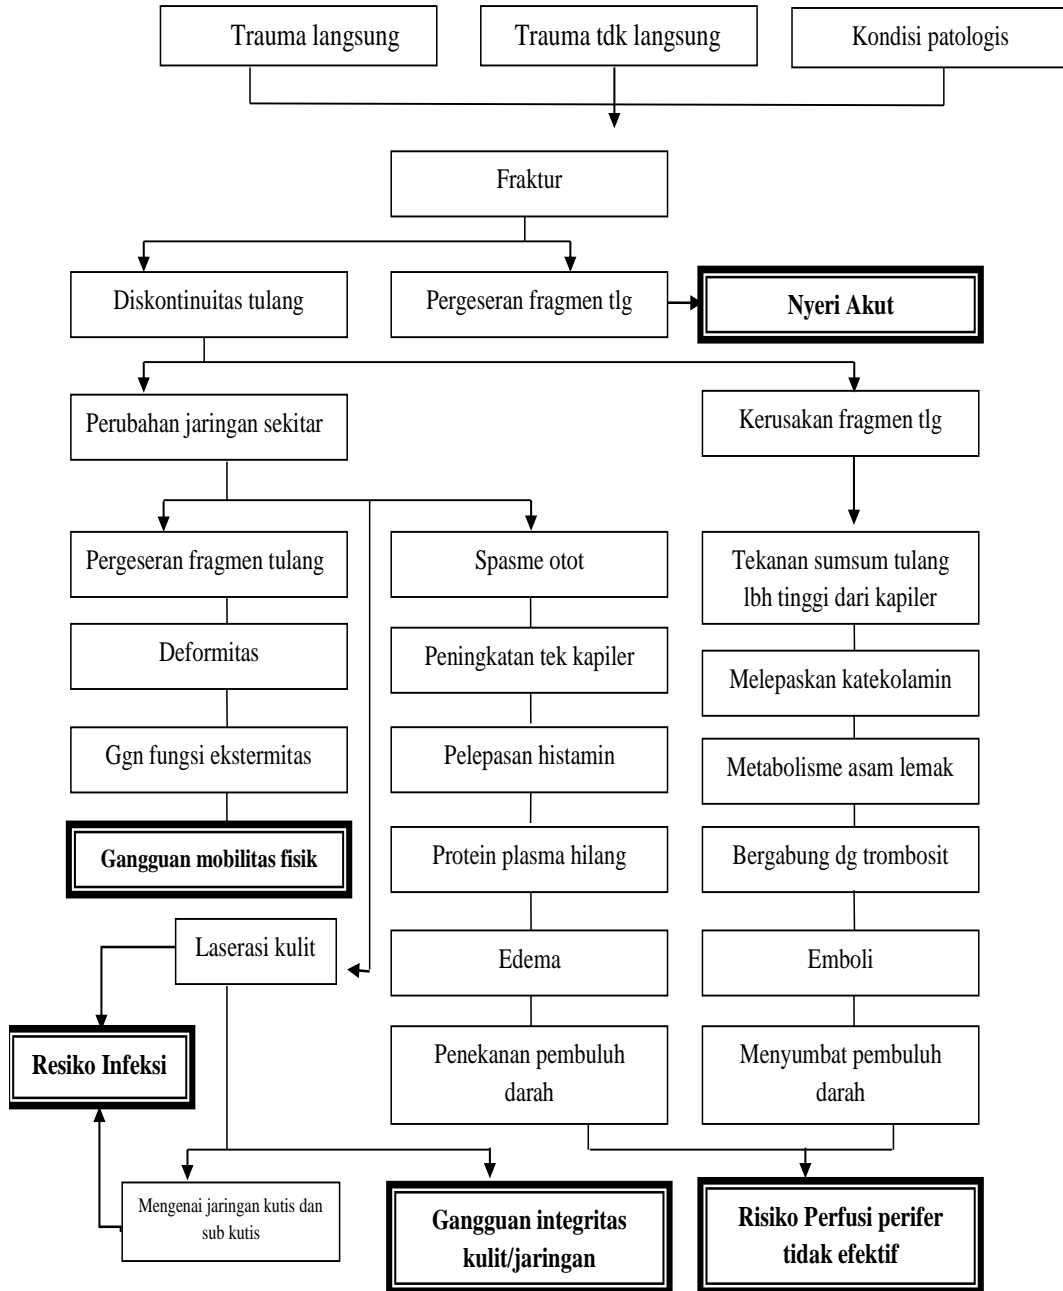 Trauma langsung
Trauma tdk langsung
Kondisi patologis
Fraktur
Diskontinuitas tulang
Pergeseran fragmen tlg
Nyeri Akut
Perubahan jaringan sekitar
Kerusakan fragmen tlg
Pergeseran fragmen tulang
Spasme otot
Tekanan sumsum tulang
lbh tinggi dari kapiler
Deformitas
Peningkatan tek kapiler
Melepaskan katekolamin
Ggn fungsi ekstermitas
Pelepasan histamin
Metabolisme asam lemak
Gangguan mobilitas fisik
Protein plasma hilang
Bergabung dg trombosit
Laserasi kulit
Edema
Emboli
Resiko Infeksi
Penekanan pembuluh
darah
Menyumbat pembuluh
darah
Mengenai jaringan kutis dan
sub kutis
Gangguan integritas
kulit/jaringan
Risiko Perfusi perifer
tidak efektif